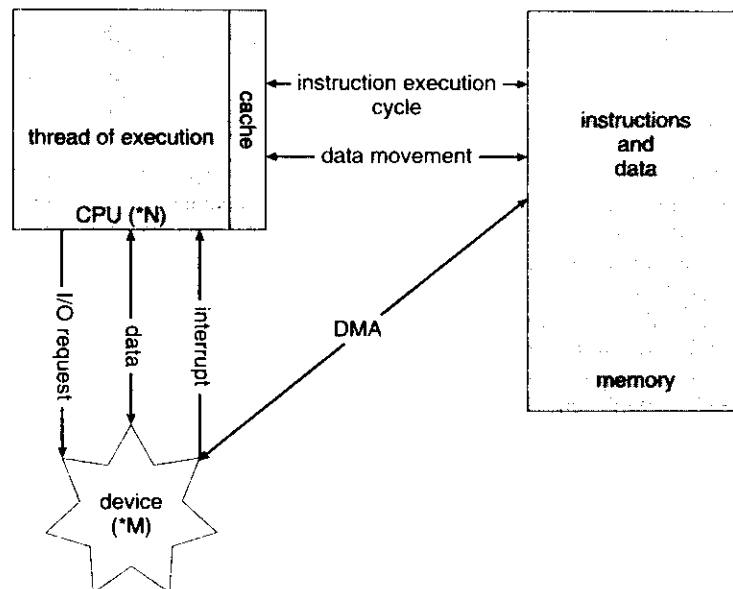 thread of execution
cache
CPU (*N)
instruction execution
cycle
data movement
instructions
and
data
memory
I/O request
data
interrupt
DMA
device
(*M)